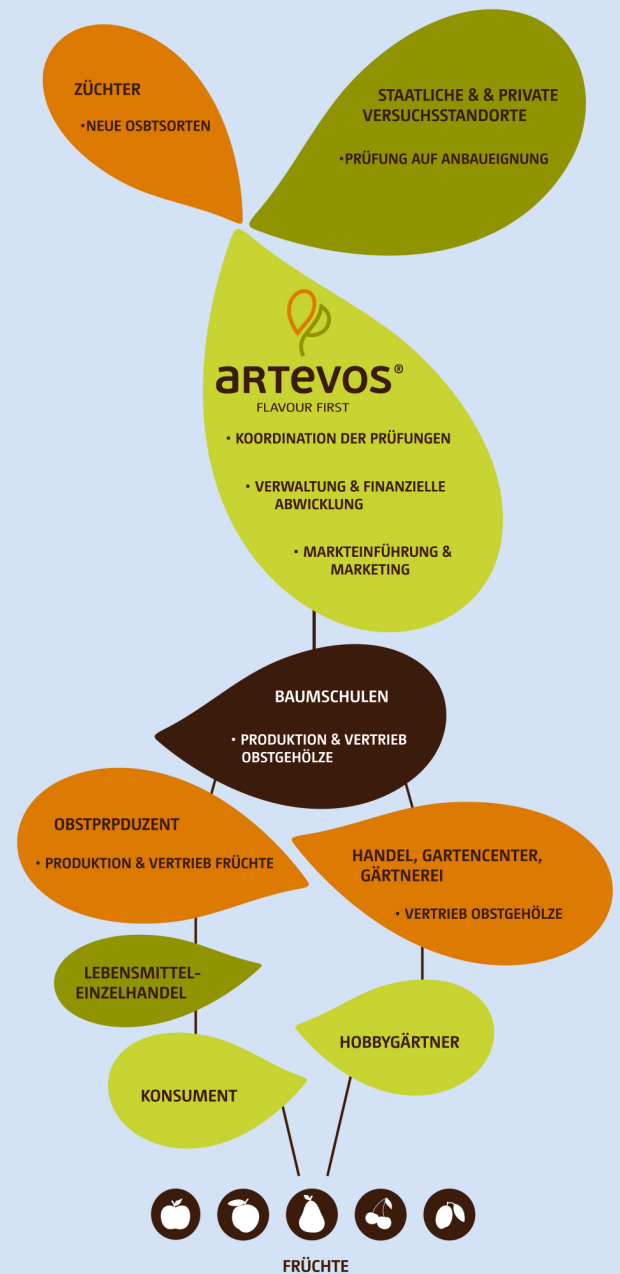 ZÜCHTER
•NEUE OSBTSORTEN
STAATLICHE & & PRIVATE
VERSUCHSSTANDORTE
•PRÜFUNG AUF ANBAUEIGNUNG
aRTevos®
FLAVOUR FIRST
• KOORDINATION DER PRÜFUNGEN
• VERWALTUNG & FINANZIELLE
ABWICKLUNG
• MARKTEINFÜHRUNG &
MARKETING
BAUMSCHULEN
• PRODUKTION & VERTRIEB
OBSTGEHÖLZE
OBSTPRPDUZENT
• PRODUKTION & VERTRIEB FRÜCHTE
HANDEL, GARTENCENTER,
GÄRTNEREI
• VERTRIEB OBSTGEHÖLZE
LEBENSMITTEL-
EINZELHANDEL
HOBBYGÄRTNER
KONSUMENT
FRÜCHTE